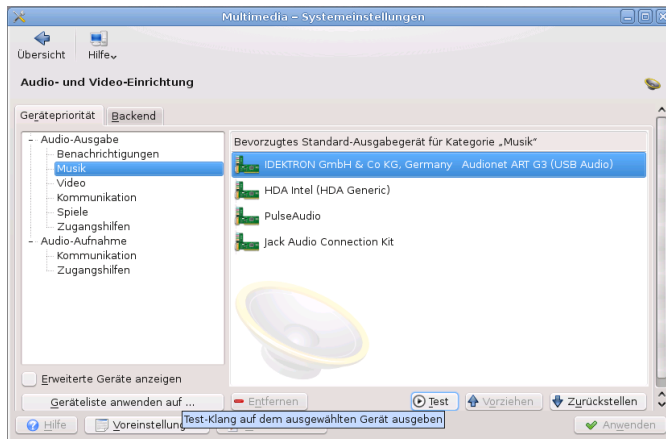 Multimedia – Systemeinstellungen
Übersicht
Hilfe
Audio- und Video-Einrichtung
Gerätepriorität
Backend
Audio-Ausgabe
Benachrichtigungen
Musik
Video
Kommunikation
Spiele
Zugangshilfen
Audio-Aufnahme
Kommunikation
Zugangshilfen
Bevorzugtes Standard-Ausgabegerät für Kategorie „Musik“
IDEKTRON GmbH & Co KG, Germany Audionet ART G3 (USB Audio)
HDA Intel (HDA Generic)
PulseAudio
Jack Audio Connection Kit
Erweiterte Geräte anzeigen
Geräteliste anwenden auf ...
Entfernen
Test
Vorziehen
Zurückstellen
Test-Klang auf dem ausgewählten Gerät ausgeben
Hilfe
Anwenden